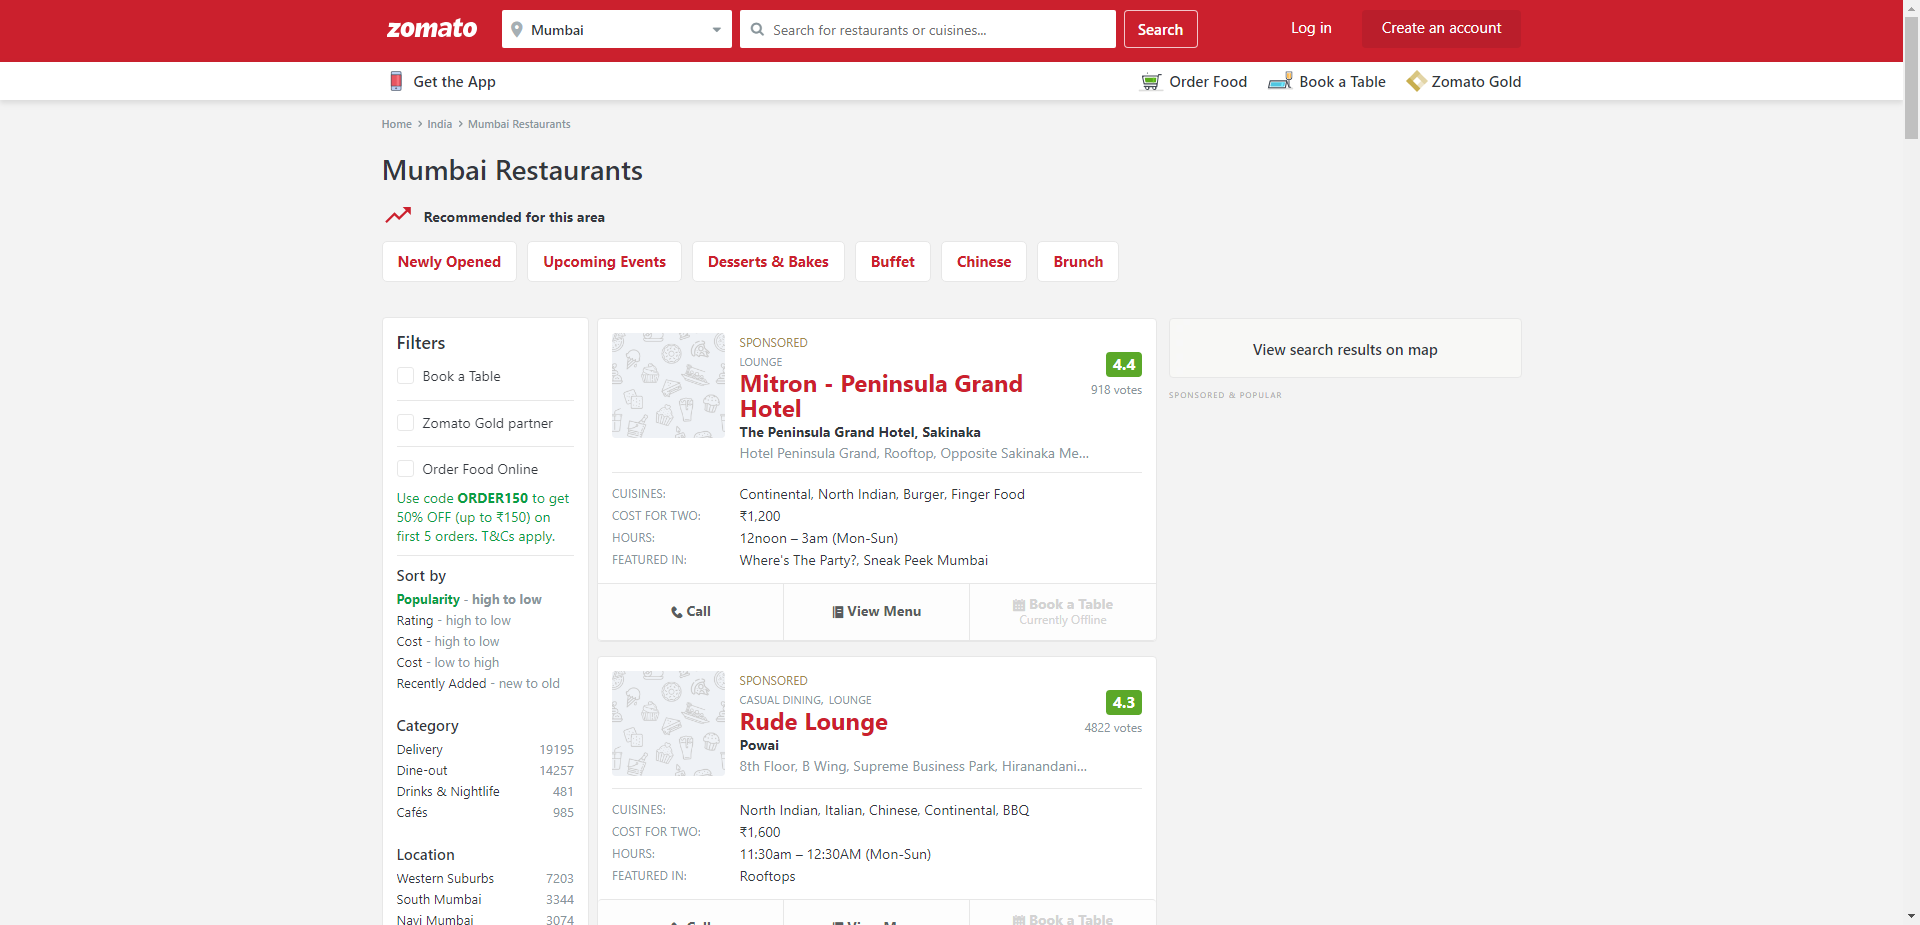 zomato
Mumbai
Search for restaurants or cuisines...
Search
Log in
Create an account
Get the App
Order Food
Book a Table
Zomato Gold
Home > India > Mumbai Restaurants
Mumbai Restaurants
Recommended for this area
Newly Opened
Upcoming Events
Desserts & Bakes
Buffet
Chinese
Brunch
Filters
Book a Table
Zomato Gold partner
Order Food Online
Use code ORDER150 to get
50% OFF (up to ₹150) on
first 5 orders. T&Cs apply.
Sort by
Popularity - high to low
Rating - high to low
Cost - high to low
Cost - low to high
Recently Added - new to old
Category
Delivery 19195
Dine-out 14257
Drinks & Nightlife 481
Cafés 985
Location
Western Suburbs 7203
South Mumbai 3344
Navi Mumbai 3074
SPONSORED
LOUNGE
Mitron - Peninsula Grand
Hotel
4.4
918 votes
The Peninsula Grand Hotel, Sakinaka
Hotel Peninsula Grand, Rooftop, Opposite Sakinaka Me...
CUISINES: Continental, North Indian, Burger, Finger Food
COST FOR TWO: ₹1,200
HOURS: 12noon – 3am (Mon-Sun)
FEATURED IN: Where's The Party?, Sneak Peek Mumbai
Call
View Menu
Book a Table
Currently Offline
SPONSORED
CASUAL DINING, LOUNGE
Rude Lounge
4.3
4822 votes
Powai
8th Floor, B Wing, Supreme Business Park, Hiranandani...
CUISINES: North Indian, Italian, Chinese, Continental, BBQ
COST FOR TWO: ₹1,600
HOURS: 11:30am – 12:30AM (Mon-Sun)
FEATURED IN: Rooftops
Book a Table
View search results on map
SPONSORED & POPULAR